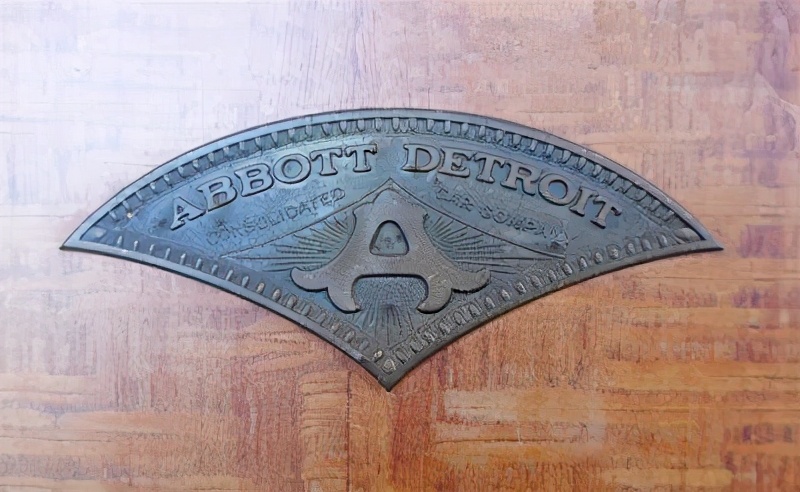 ABBOTT DETROIT
CONSOLIDATED CAR COMPANY
A